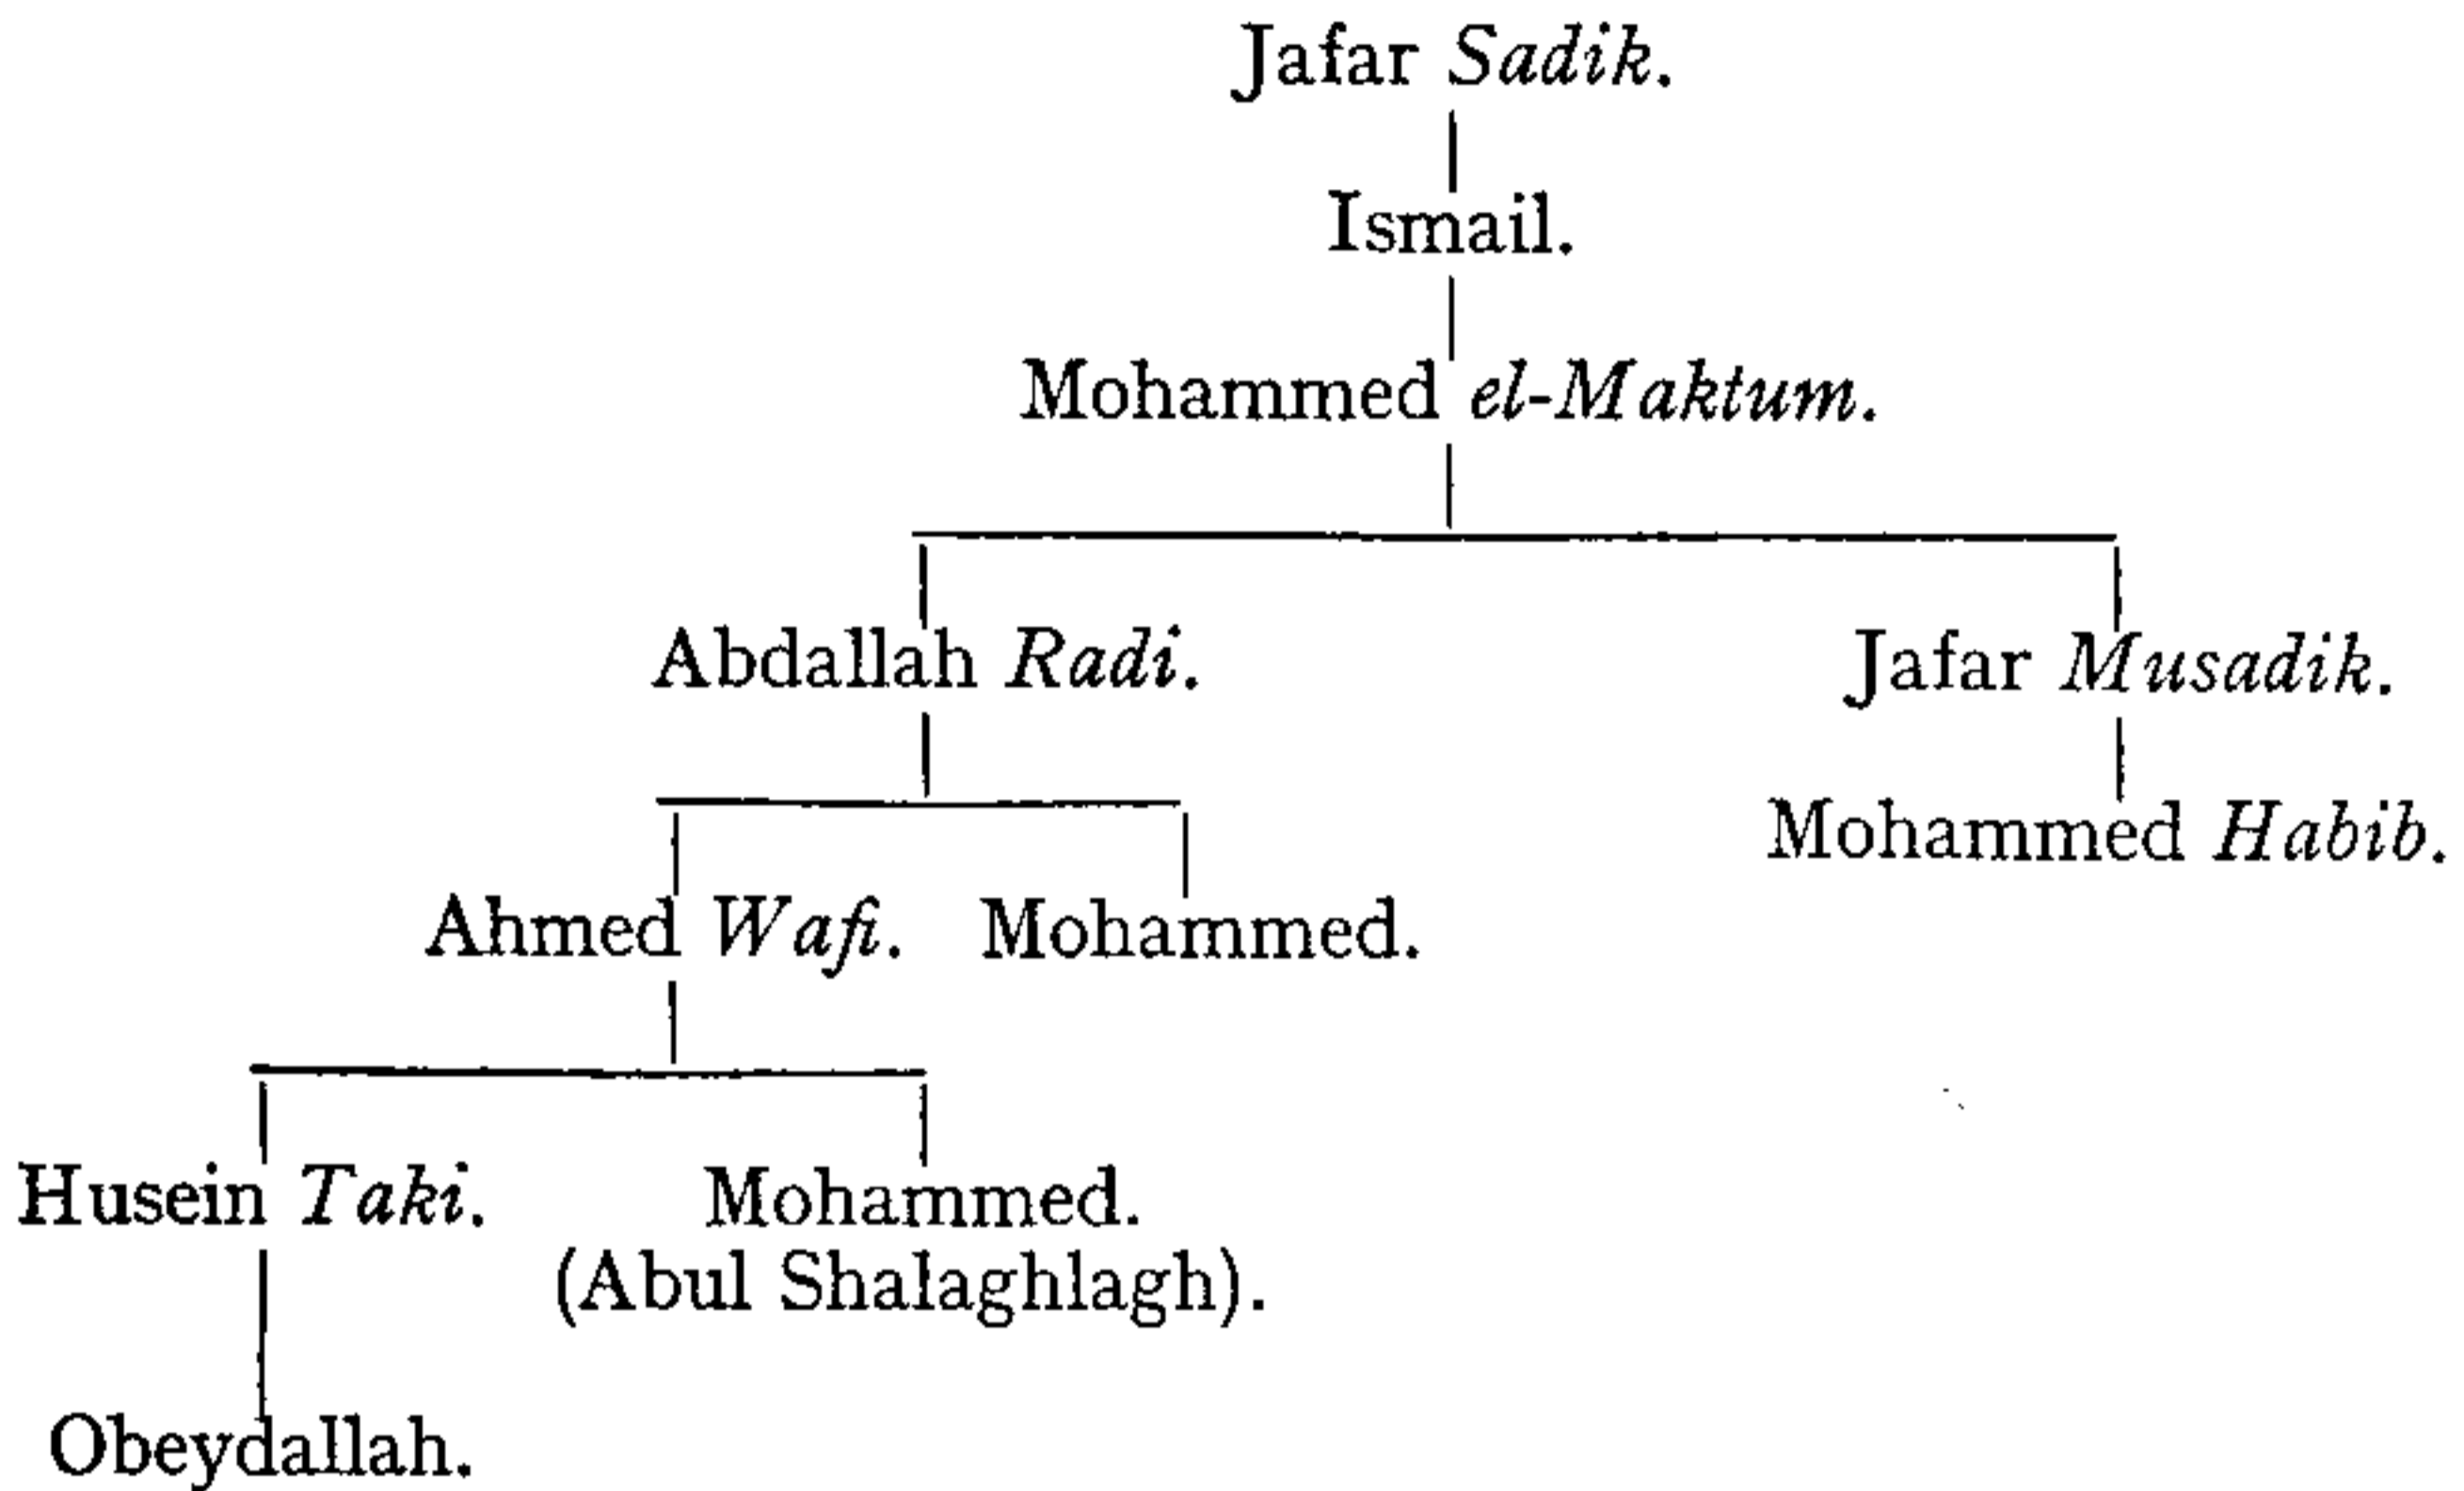 Jafar Sadik.
Ismail.
Mohammed el-Maktum.
Abdallah Radi.
Jafar Musadik.
Mohammed Habib.
Ahmed Wafi.
Mohammed.
Husein Taki.
Mohammed.
(Abul Shalaghlagh).
Obeydallah.